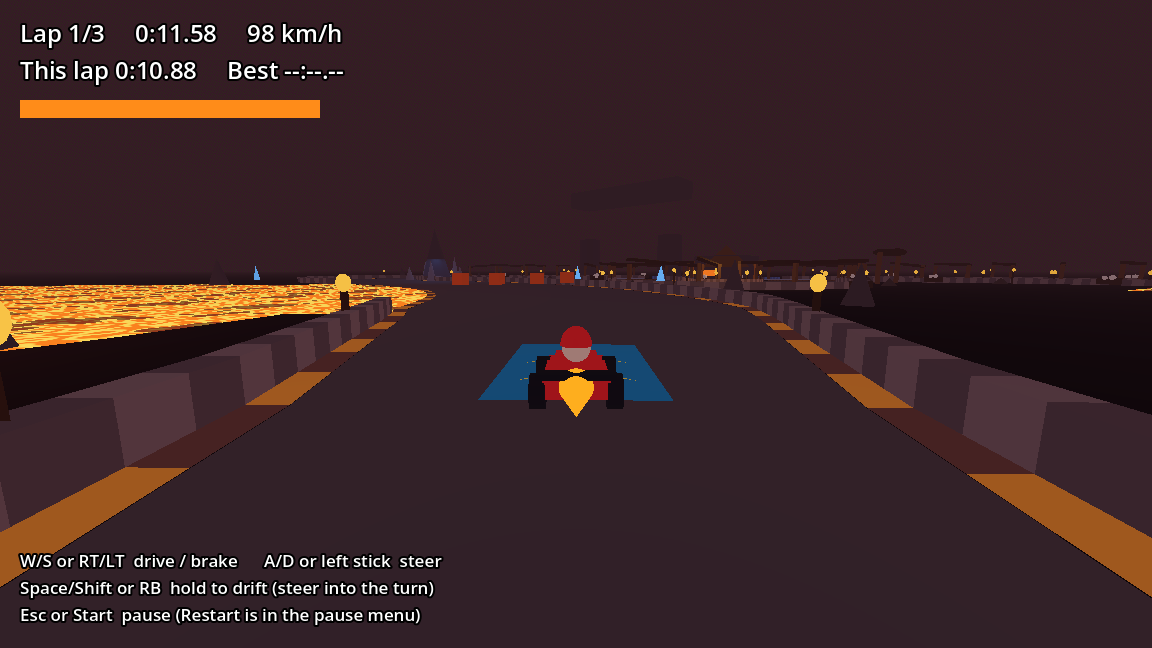 Lap 1/3 0:11.58 98 km/h
This lap 0:10.88 Best --:--.--
W/S or RT/LT drive / brake A/D or left stick steer
Space/Shift or RB hold to drift (steer into the turn)
Esc or Start pause (Restart is in the pause menu)